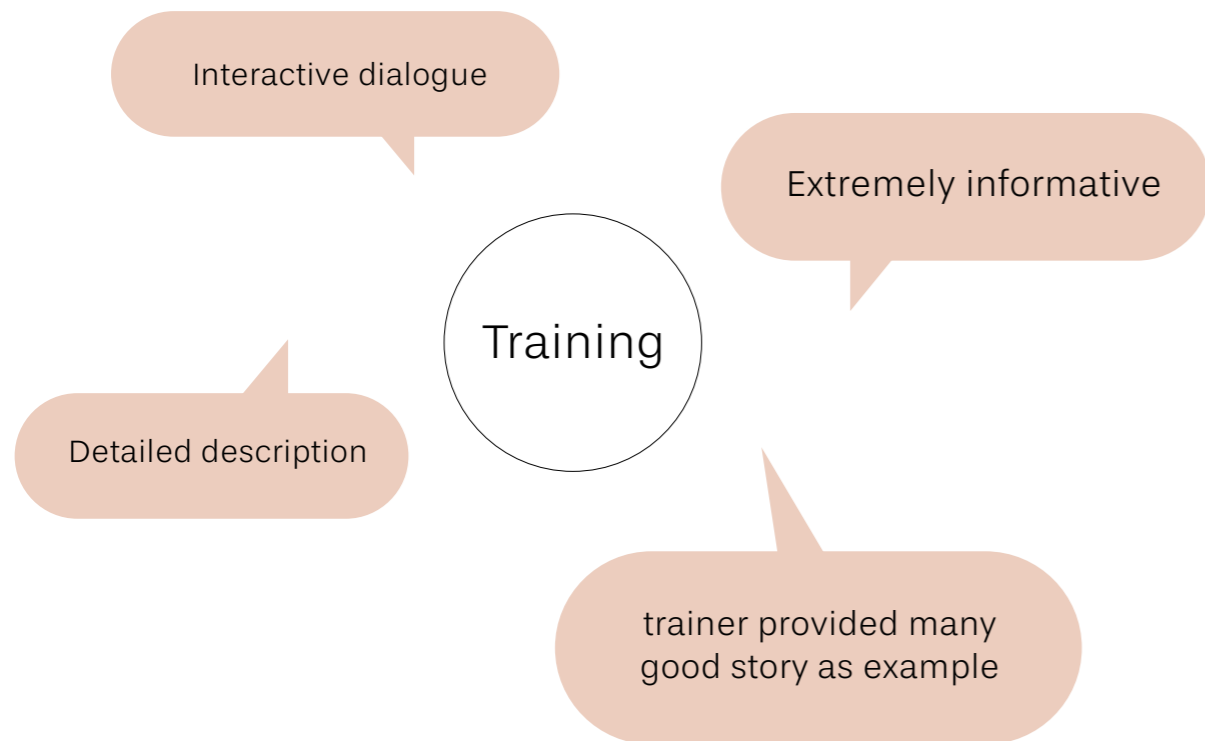 Interactive dialogue
Extremely informative
Training
Detailed description
trainer provided many
good story as example